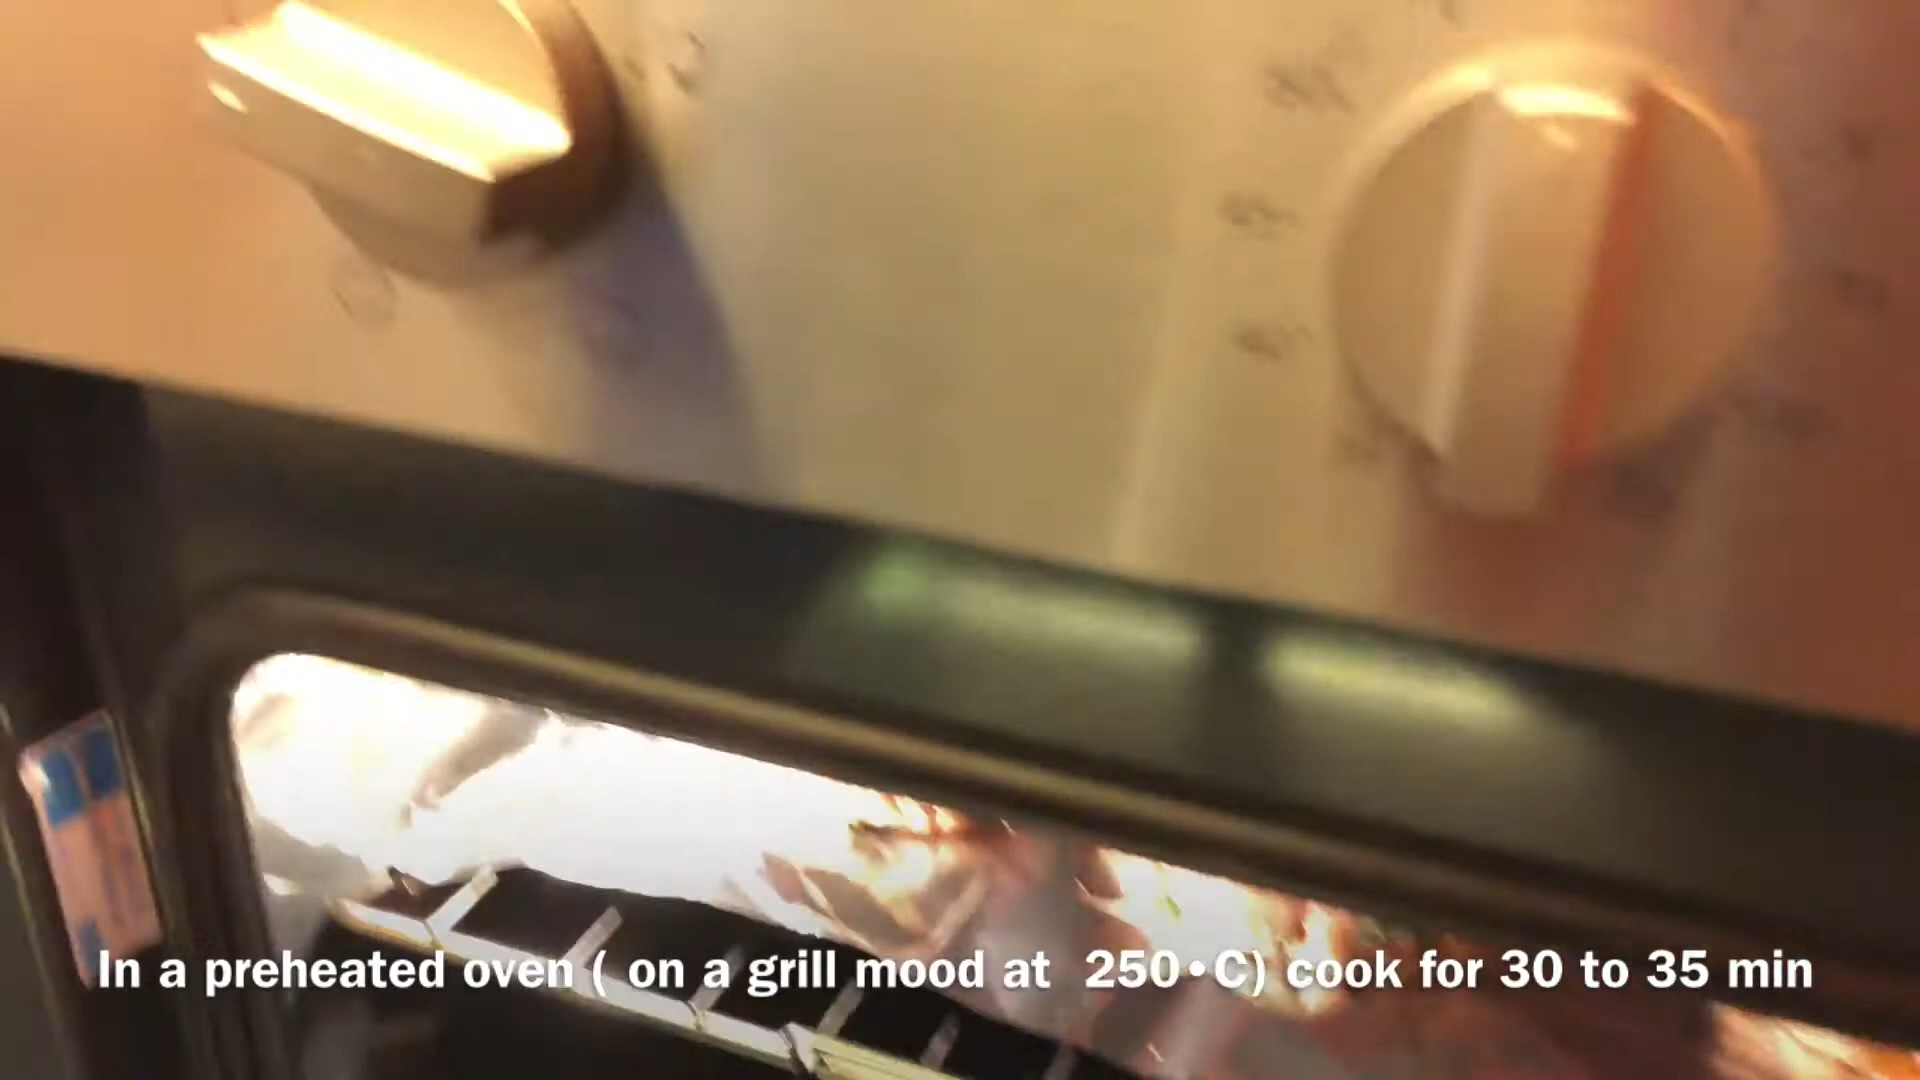 In a preheated oven ( on a grill mood at  250•C) cook for 30 to 35 min